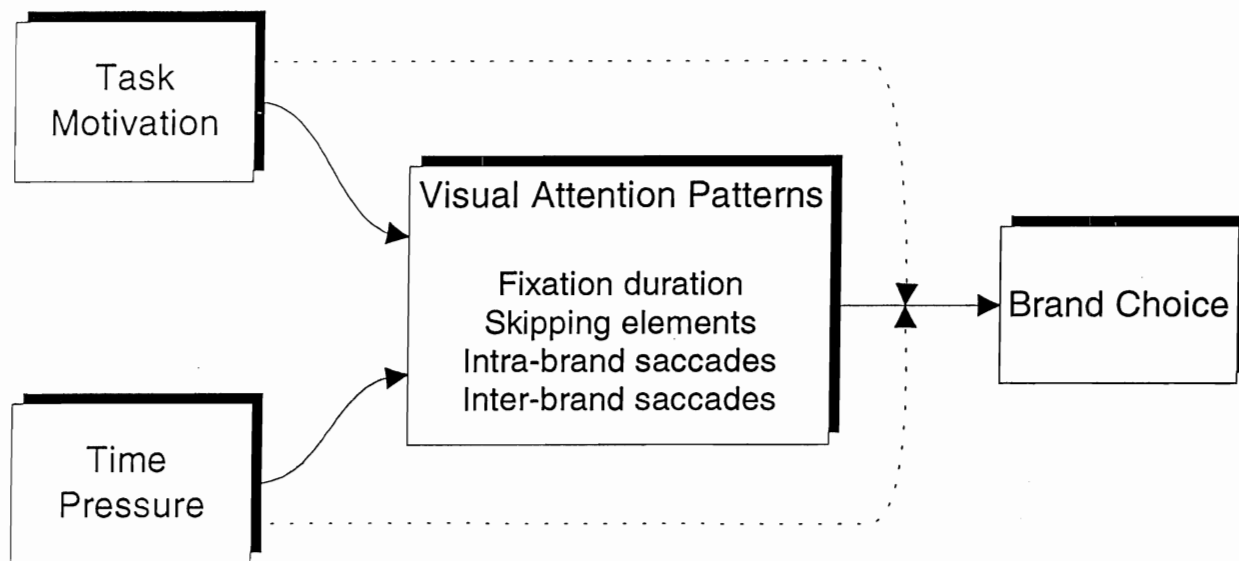 Task
Motivation
Visual Attention Patterns
Fixation duration
Skipping elements
Intra-brand saccades
Inter-brand saccades
Brand Choice
Time
Pressure